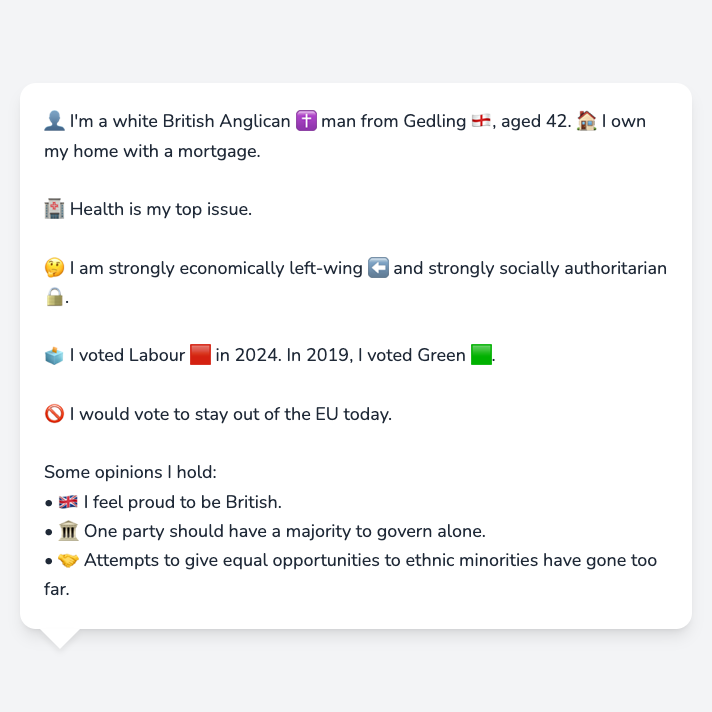 👤 I'm a white British Anglican ✝️ man from Gedling 🏴󠁧󠁢󠁥󠁮󠁧󠁿, aged 42. 🏠 I own
my home with a mortgage.
🏥 Health is my top issue.
🤔 I am strongly economically left-wing ⬅️ and strongly socially authoritarian
🔒.
🗳️ I voted Labour 🟥 in 2024. In 2019, I voted Green 🟩.
🚫 I would vote to stay out of the EU today.
Some opinions I hold:
• 🇬🇧 I feel proud to be British.
• 🏛️ One party should have a majority to govern alone.
• 🤝 Attempts to give equal opportunities to ethnic minorities have gone too
far.